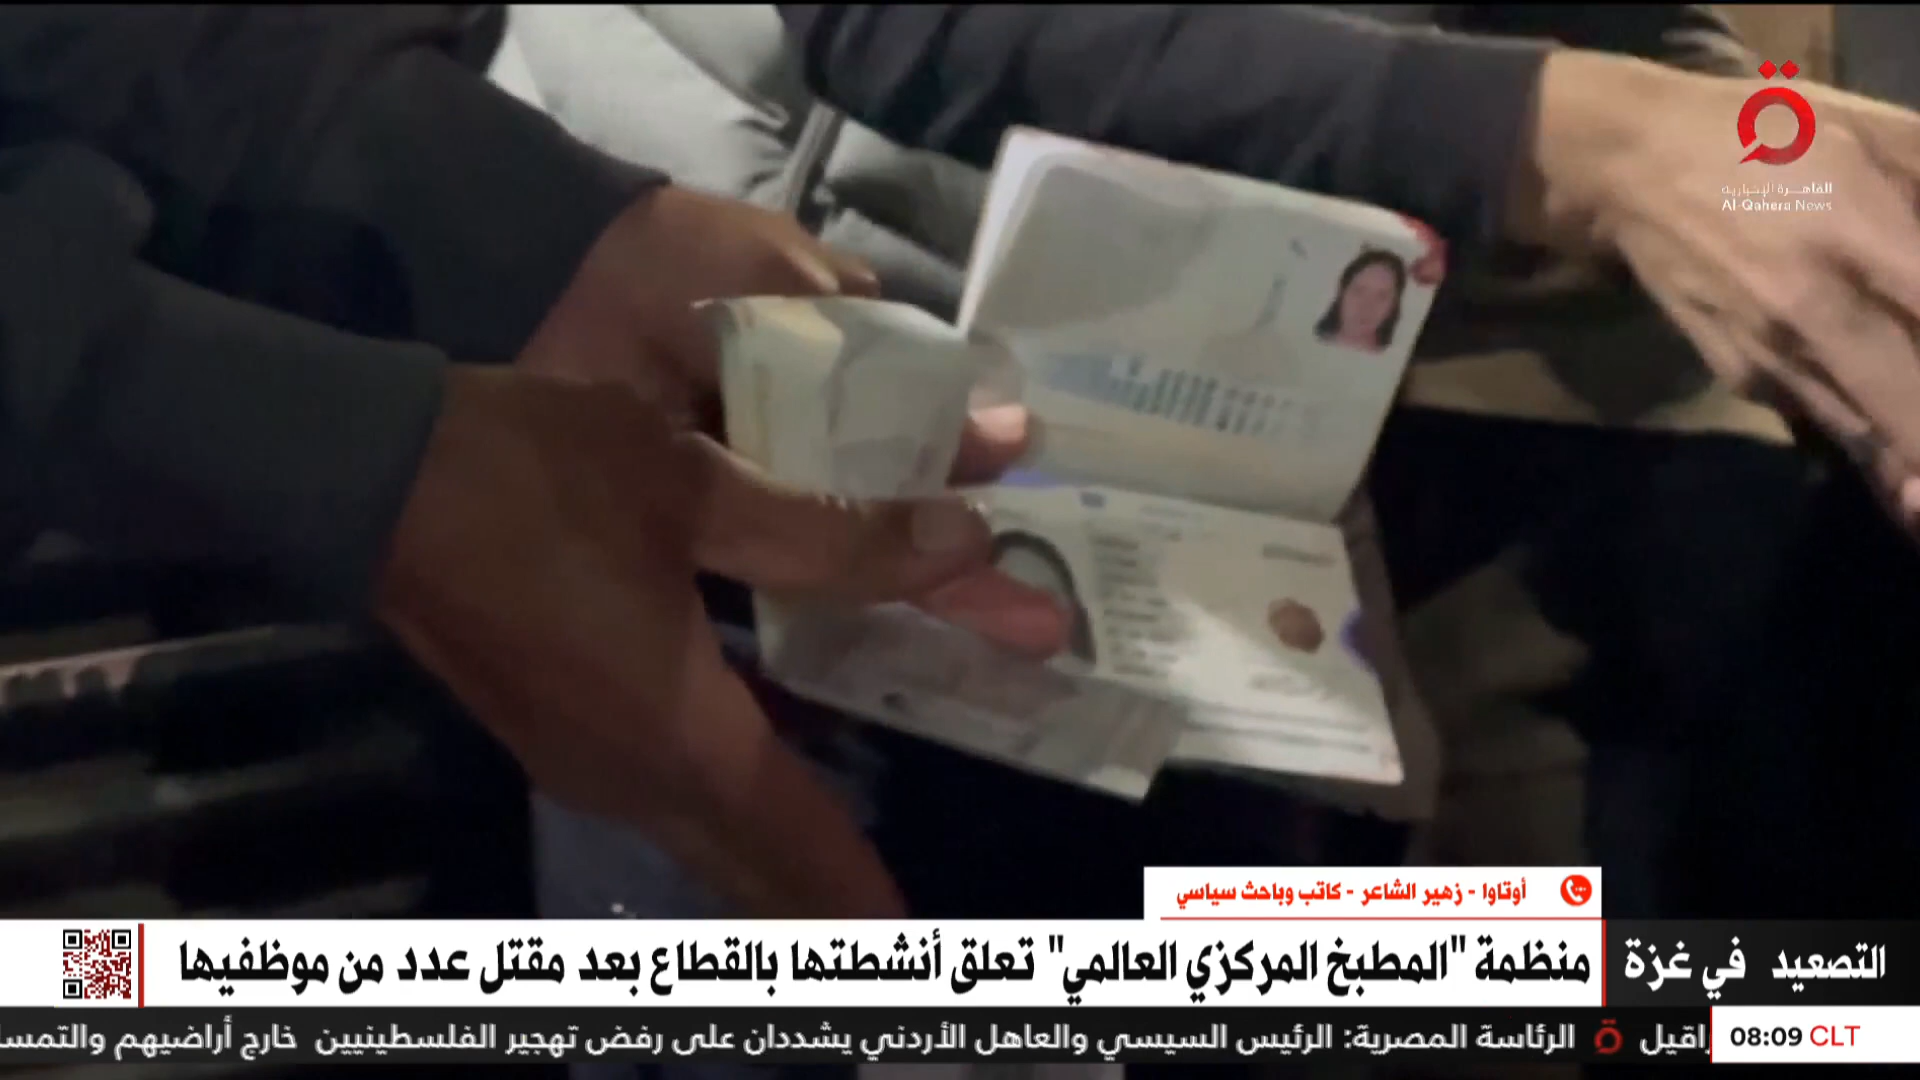 القاهرة الإخبارية
Al-Qahera News
أوتاوا - زهير الشاعر - كاتب وباحث سياسي
التصعيد في غزة
منظمة "المطبخ المركزي العالمي" تعلق أنشطتها بالقطاع بعد مقتل عدد من موظفيها
08:09 CLT
الرئاسة المصرية: الرئيس السيسي والعاهل الأردني يشددان على رفض تهجير الفلسطينيين خارج أراضيهم